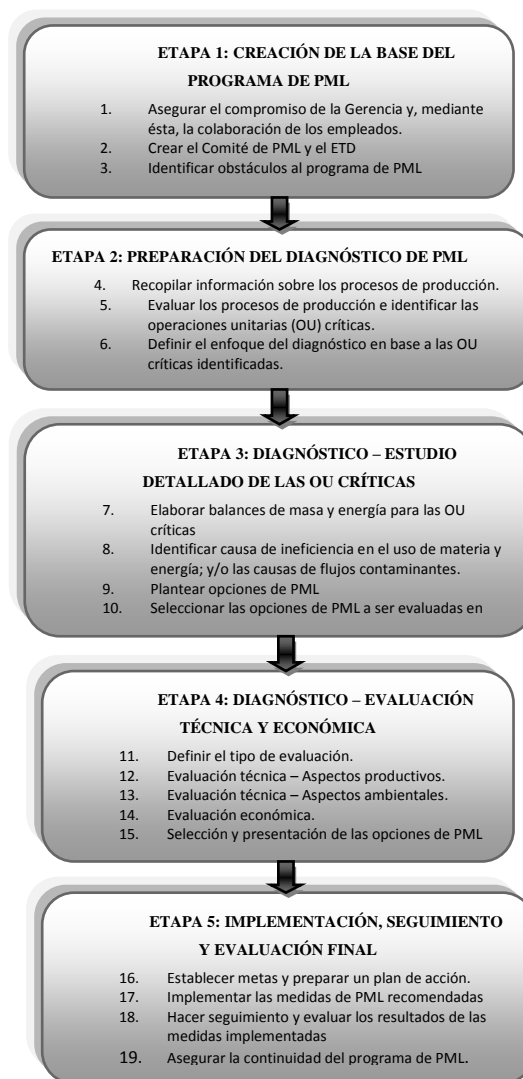 ETAPA 1: CREACIÓN DE LA BASE DEL
PROGRAMA DE PML
1. Asegurar el compromiso de la Gerencia y, mediante
ésta, la colaboración de los empleados.
2. Crear el Comité de PML y el ETD
3. Identificar obstáculos al programa de PML
ETAPA 2: PREPARACIÓN DEL DIAGNÓSTICO DE PML
4. Recopilar información sobre los procesos de producción.
5. Evaluar los procesos de producción e identificar las
operaciones unitarias (OU) críticas.
6. Definir el enfoque del diagnóstico en base a las OU
críticas identificadas.
ETAPA 3: DIAGNÓSTICO – ESTUDIO
DETALLADO DE LAS OU CRÍTICAS
7. Elaborar balances de masa y energía para las OU
críticas
8. Identificar causa de ineficiencia en el uso de materia y
energía; y/o las causas de flujos contaminantes.
9. Plantear opciones de PML
10. Seleccionar las opciones de PML a ser evaluadas en
ETAPA 4: DIAGNÓSTICO – EVALUACIÓN
TÉCNICA Y ECONÓMICA
11. Definir el tipo de evaluación.
12. Evaluación técnica – Aspectos productivos.
13. Evaluación técnica – Aspectos ambientales.
14. Evaluación económica.
15. Selección y presentación de las opciones de PML
ETAPA 5: IMPLEMENTACIÓN, SEGUIMIENTO
Y EVALUACIÓN FINAL
16. Establecer metas y preparar un plan de acción.
17. Implementar las medidas de PML recomendadas
18. Hacer seguimiento y evaluar los resultados de las
medidas implementadas
19. Asegurar la continuidad del programa de PML.